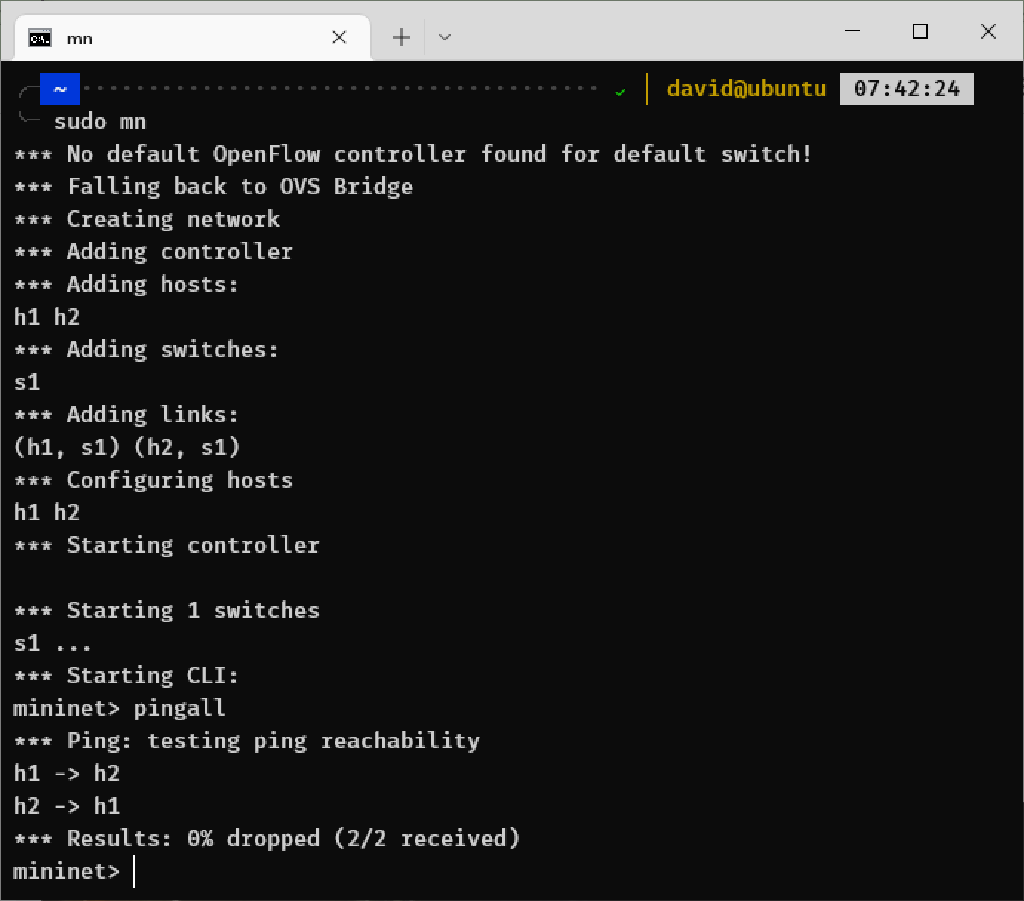 mn
~ david@ubuntu 07:42:24
sudo mn
*** No default OpenFlow controller found for default switch!
*** Falling back to OVS Bridge
*** Creating network
*** Adding controller
*** Adding hosts:
h1 h2
*** Adding switches:
s1
*** Adding links:
(h1, s1) (h2, s1)
*** Configuring hosts
h1 h2
*** Starting controller
*** Starting 1 switches
s1 ...
*** Starting CLI:
mininet> pingall
*** Ping: testing ping reachability
h1 -> h2
h2 -> h1
*** Results: 0% dropped (2/2 received)
mininet>